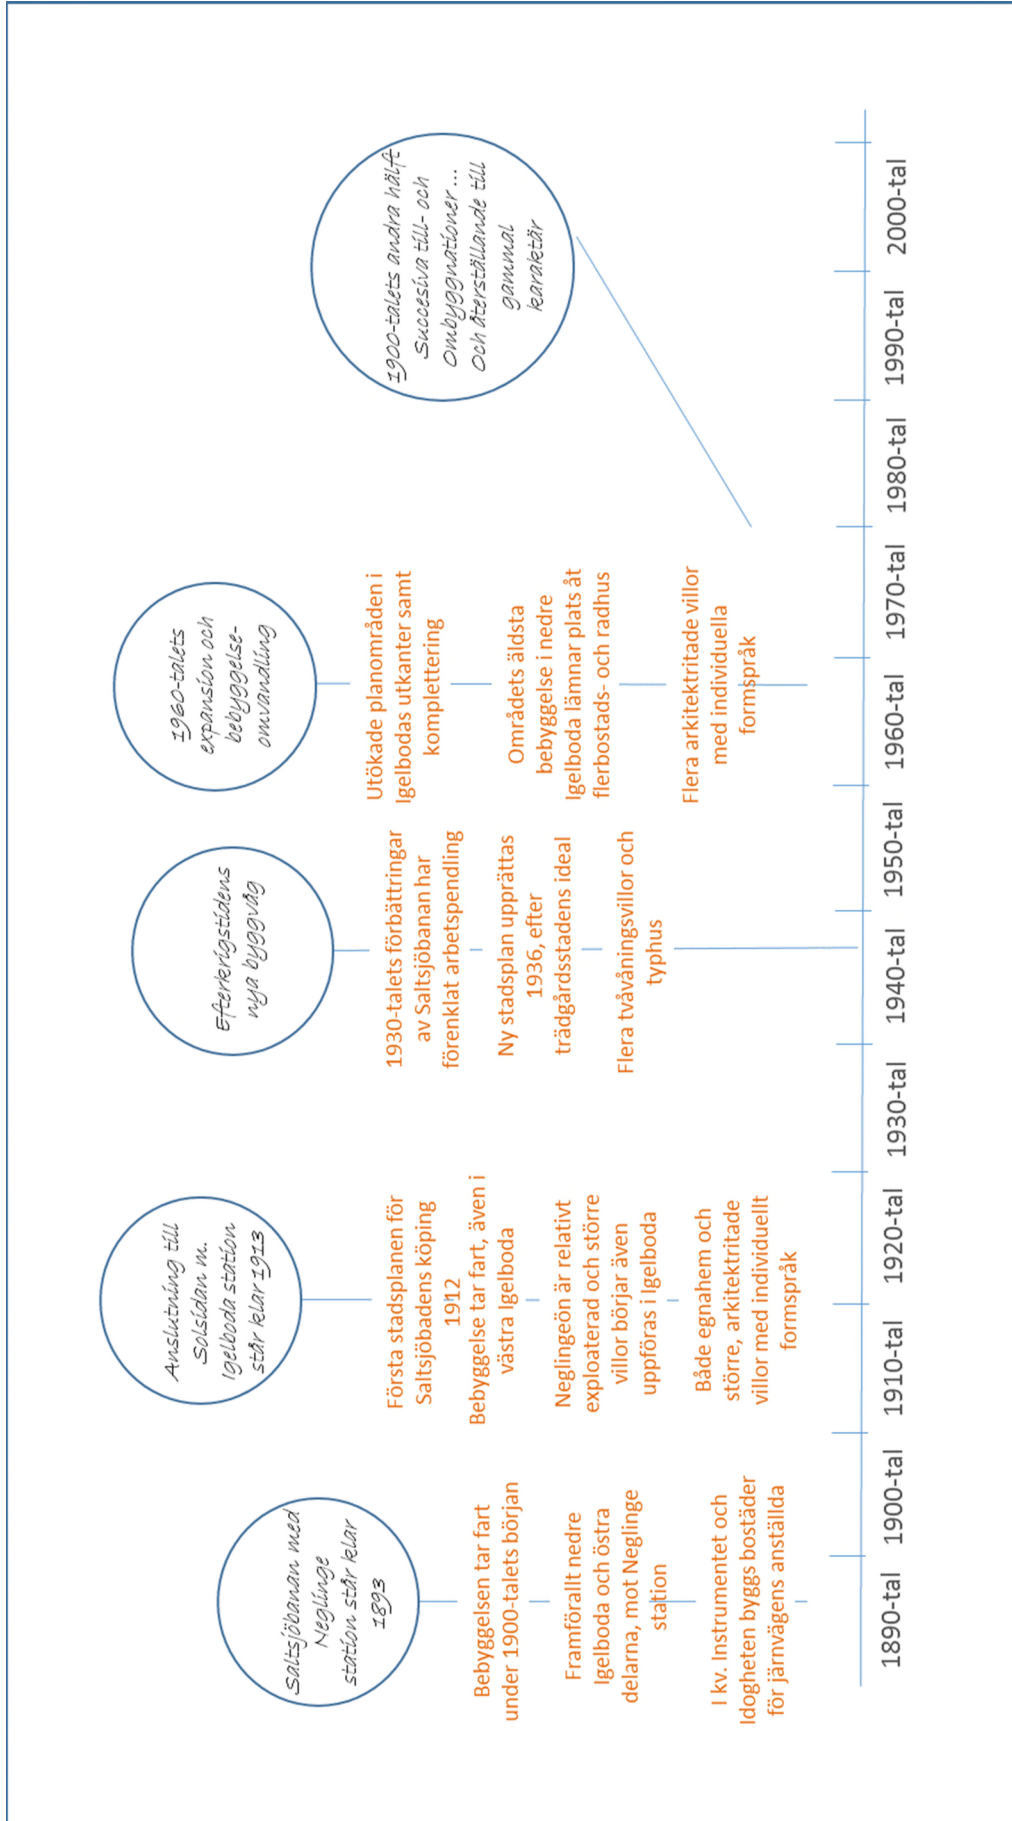 Saltsjöbanan med
Neglinge
station står klar
1893
Bebyggelsen tar fart
under 1900-talets början
Framförallt nedre
Igelboda och östra
delarna, mot Neglinge
station
I kv. Instrumentet och
Idogheten byggs bostäder
för järnvägens anställda
Anslutning till
Solsidan m.
Igelboda station
står klar 1913
Första stadsplanen för
Saltsjöbadens köping
1912
Bebyggelse tar fart, även i
västra Igelboda
Neglingeön är relativt
exploaterad och större
villor börjar även
uppföras i Igelboda
Både egnahem och
större, arkitektritade
villor med individuellt
formspråk
Efterkrigstidens
nya byggvåg
1930-talets förbättringar
av Saltsjöbanan har
förenklat arbetspendling
Ny stadsplan upprättas
1936, efter
trädgårdsstadens ideal
Flera tvåvåningsvillor och
typhus
1960-talets
expansion och
bebyggelse-
omvandling
Utökade planområden i
Igelbodas utkanter samt
komplettering
Områdets äldsta
bebyggelse i nedre
Igelboda lämnar plats åt
flerbostads- och radhus
Flera arkitektritade villor
med individuella
formspråk
1900-talets andra hälft
Succesiva till- och
Ombyggnationer ...
Och återställande till
gammal
karaktär
1890-tal
1900-tal
1910-tal
1920-tal
1930-tal
1940-tal
1950-tal
1960-tal
1970-tal
1980-tal
1990-tal
2000-tal